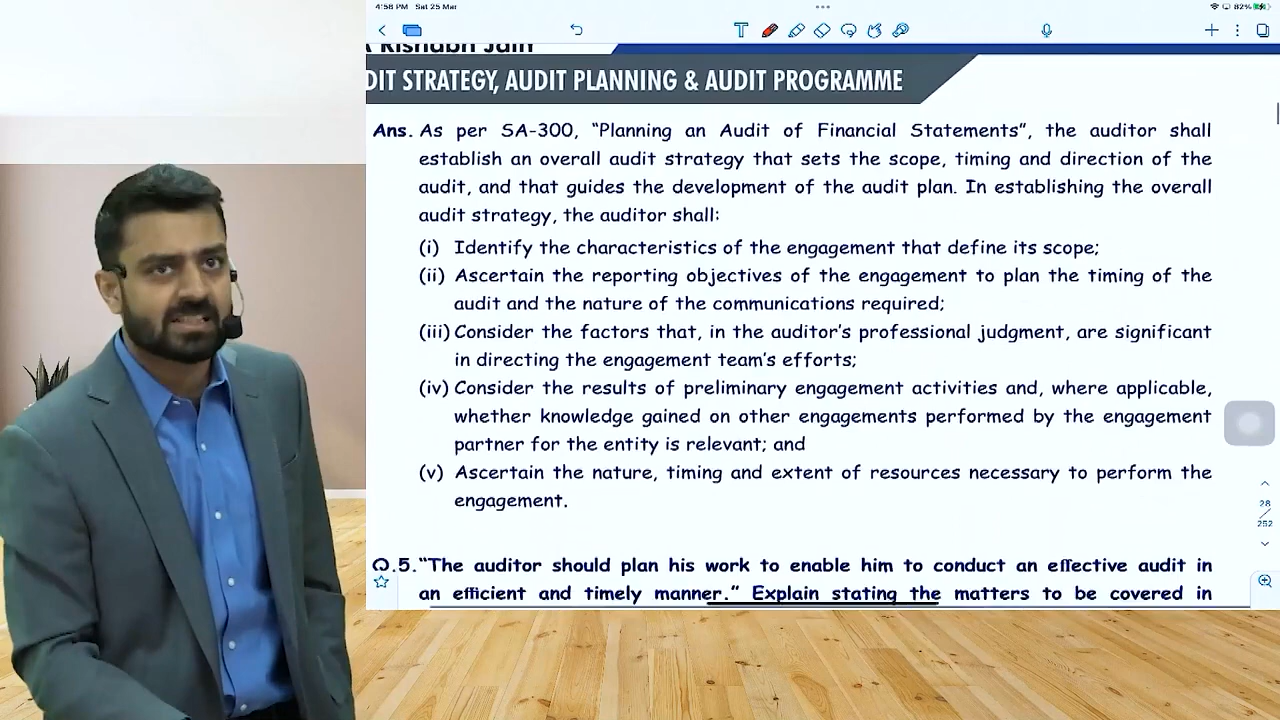 4:58 PM Sat 25 Mar
82%
Rishabh Jain
DIT STRATEGY, AUDIT PLANNING & AUDIT PROGRAMME
Ans. As per SA-300, “Planning an Audit of Financial Statements”, the auditor shall
establish an overall audit strategy that sets the scope, timing and direction of the
audit, and that guides the development of the audit plan. In establishing the overall
audit strategy, the auditor shall:
(i) Identify the characteristics of the engagement that define its scope;
(ii) Ascertain the reporting objectives of the engagement to plan the timing of the
audit and the nature of the communications required;
(iii) Consider the factors that, in the auditor’s professional judgment, are significant
in directing the engagement team’s efforts;
(iv) Consider the results of preliminary engagement activities and, where applicable,
whether knowledge gained on other engagements performed by the engagement
partner for the entity is relevant; and
(v) Ascertain the nature, timing and extent of resources necessary to perform the
engagement.
28
252
Q.5. “The auditor should plan his work to enable him to conduct an effective audit in
an efficient and timely manner.” Explain stating the matters to be covered in